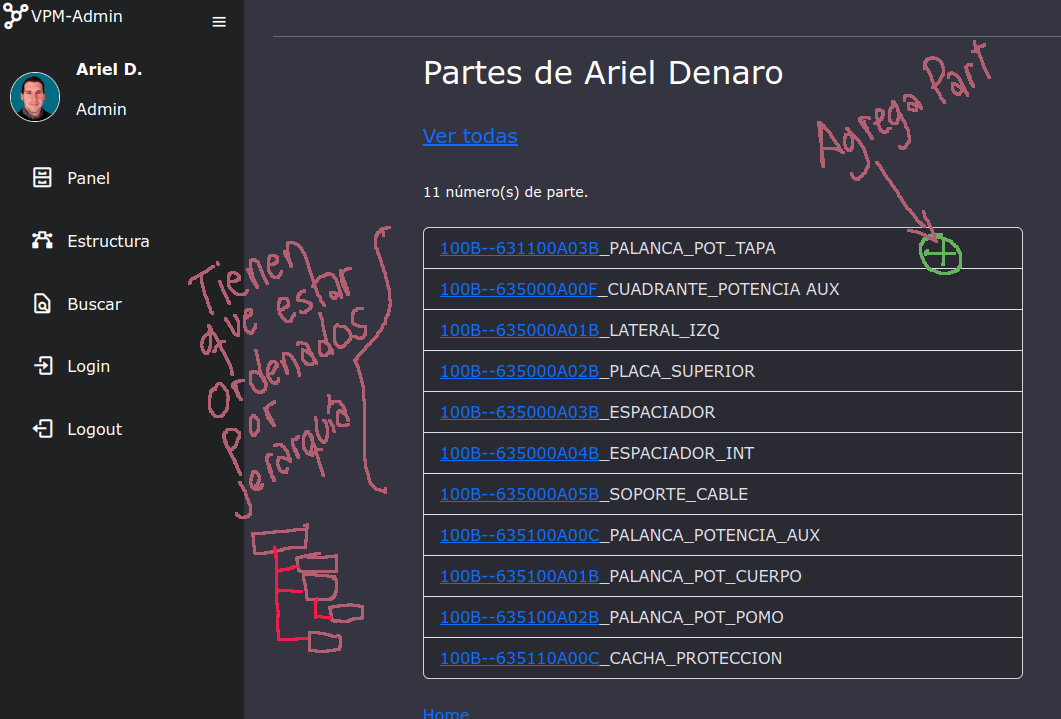 VPM-Admin
Ariel D.
Admin
Panel
Estructura
Buscar
Login
Logout
Partes de Ariel Denaro
Ver todas
11 número(s) de parte.
100B--631100A03B_PALANCA_POT_TAPA
100B--635000A00F_CUADRANTE_POTENCIA AUX
100B--635000A01B_LATERAL_IZQ
100B--635000A02B_PLACA_SUPERIOR
100B--635000A03B_ESPACIADOR
100B--635000A04B_ESPACIADOR_INT
100B--635000A05B_SOPORTE_CABLE
100B--635100A00C_PALANCA_POTENCIA_AUX
100B--635100A01B_PALANCA_POT_CUERPO
100B--635100A02B_PALANCA_POT_POMO
100B--635110A00C_CACHA_PROTECCION
Home
Agrega Part
Tienen
que estar
ordenados
por
jerarquia